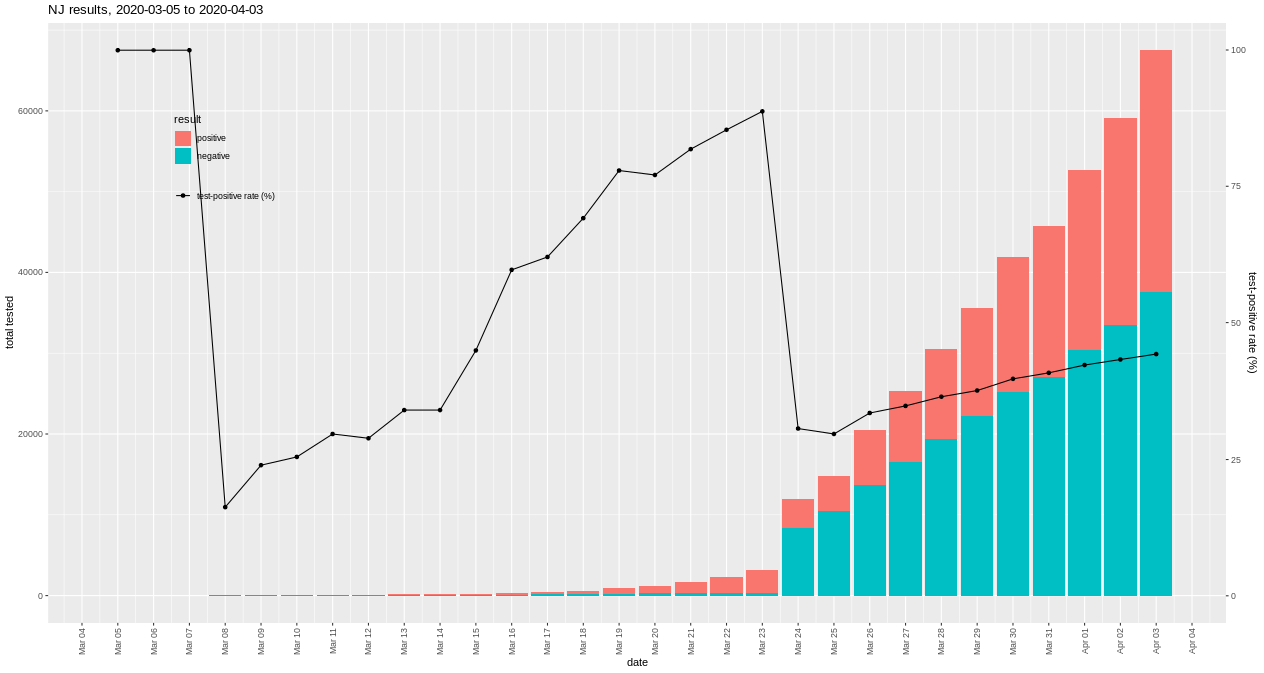 NJ results, 2020-03-05 to 2020-04-03
result
positive
negative
test-positive rate (%)
total tested
60000
40000
20000
0
100
75
50
25
0
test-positive rate (%)
Mar 04
Mar 05
Mar 06
Mar 07
Mar 08
Mar 09
Mar 10
Mar 11
Mar 12
Mar 13
Mar 14
Mar 15
Mar 16
Mar 17
Mar 18
Mar 19
Mar 20
Mar 21
Mar 22
Mar 23
Mar 24
Mar 25
Mar 26
Mar 27
Mar 28
Mar 29
Mar 30
Mar 31
Apr 01
Apr 02
Apr 03
Apr 04
date